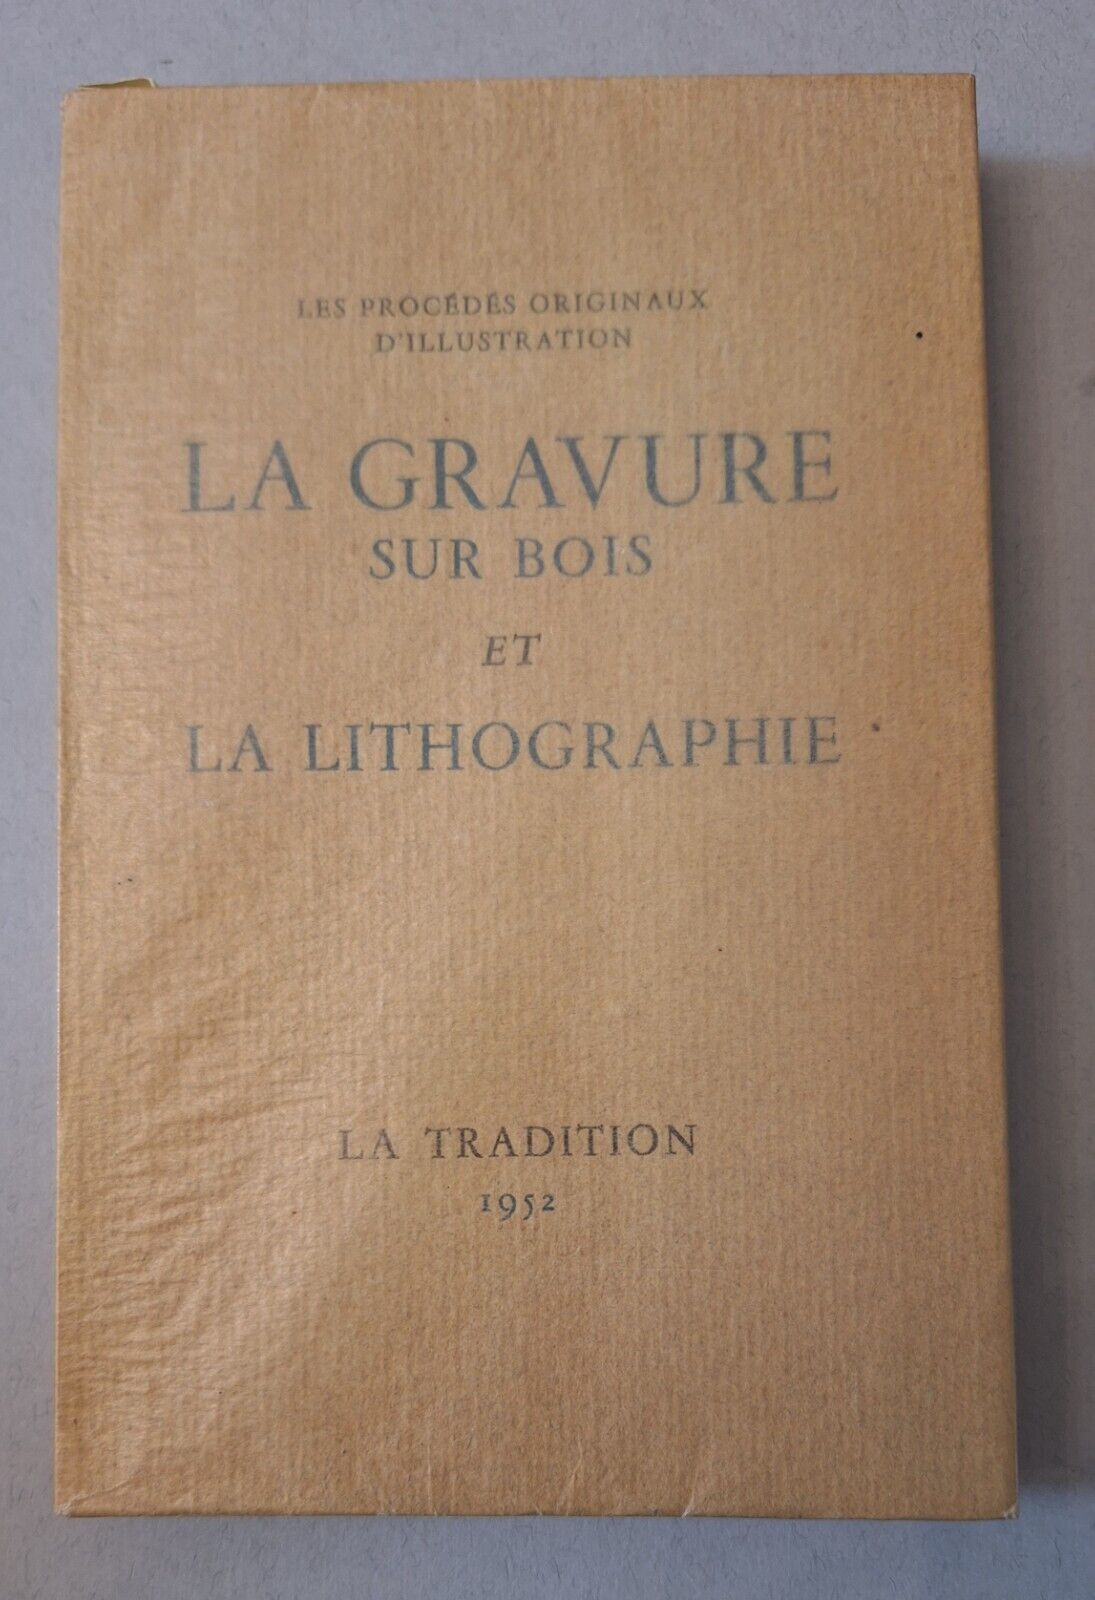 LES PROCÉDÉS ORIGINAUX
D'ILLUSTRATION
LA GRAVURE
SUR BOIS
ET
LA LITHOGRAPHIE
LA TRADITION
1952